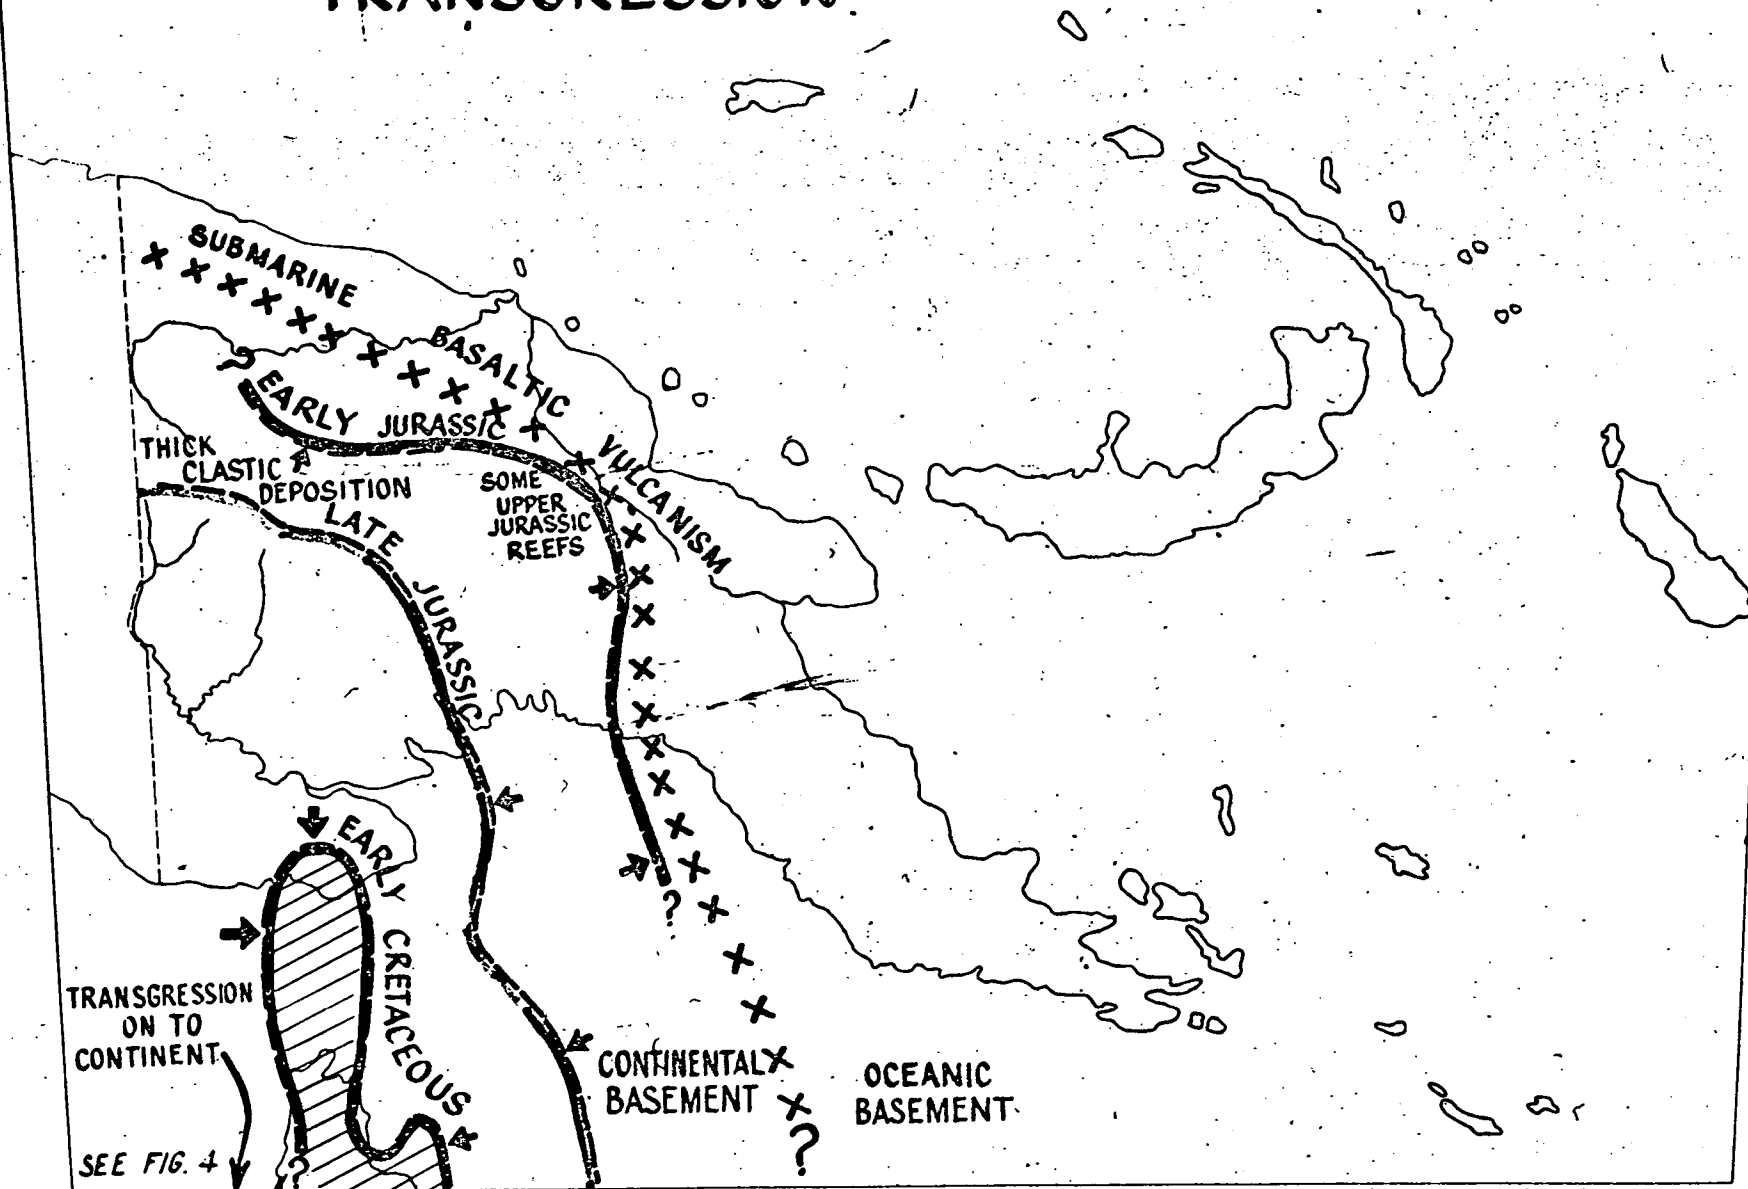 TRANSGRESSION
SUBMARINE
BASALTIC
VULCANISM
?
EARLY JURASSIC
THICK
CLASTIC
DEPOSITION
SOME
UPPER
JURASSIC
REEFS
LATE
JURASSIC
EARLY
CRETACEOUS
?
TRANSGRESSION
ON TO
CONTINENT
CONTINENTAL
BASEMENT
OCEANIC
BASEMENT
?
SEE FIG. 4
?